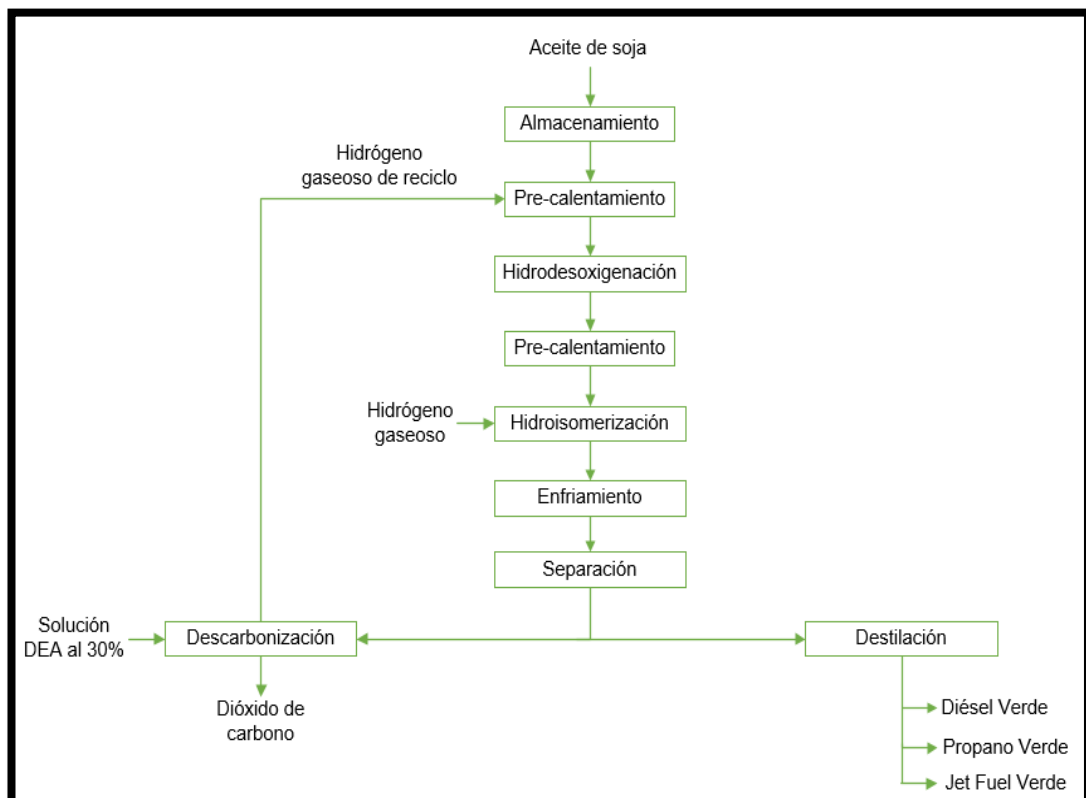 Aceite de soja
Almacenamiento
Hidrógeno
gaseoso de reciclo
Pre-calentamiento
Hidrodesoxigenación
Pre-calentamiento
Hidrógeno
gaseoso
Hidroisomerización
Enfriamiento
Separación
Solución
DEA al 30%
Descarbonización
Destilación
Dióxido de
carbono
Diésel Verde
Propano Verde
Jet Fuel Verde